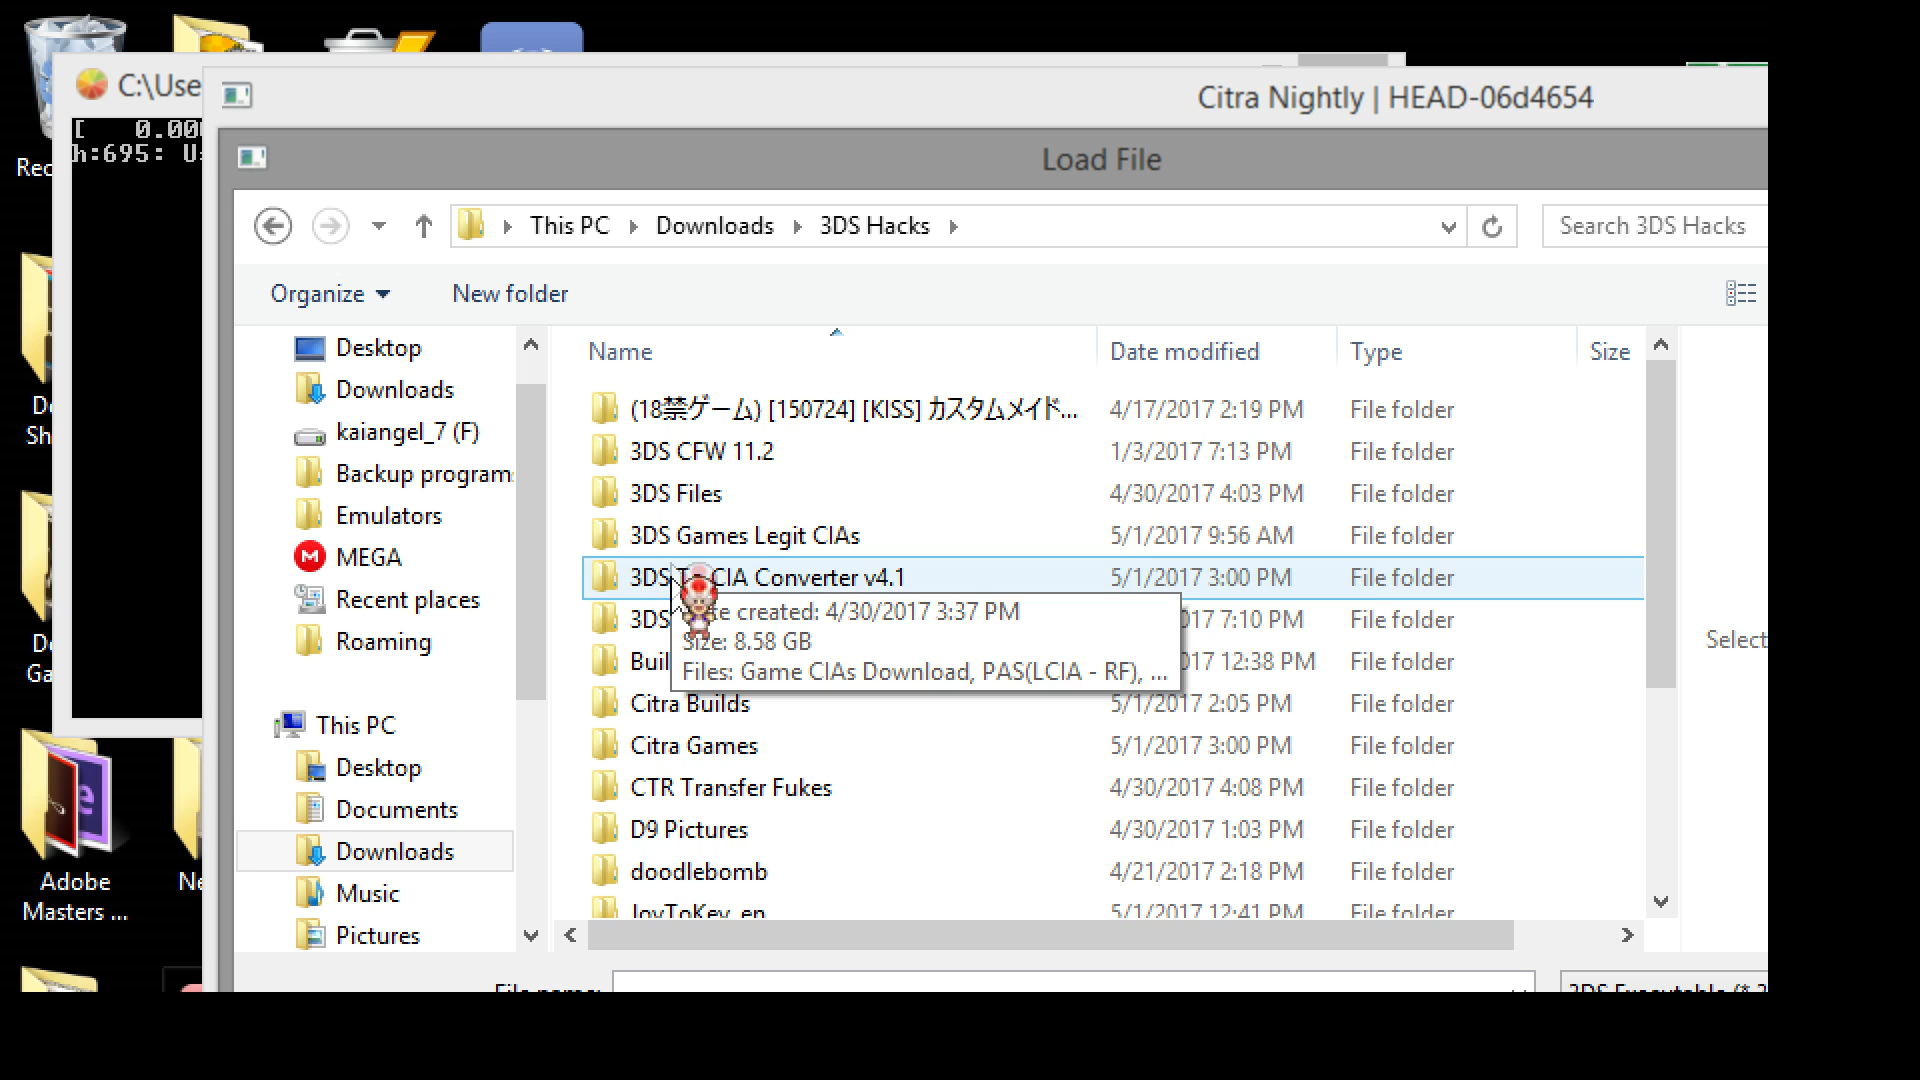 C:\Use
Citra Nightly | HEAD-06d4654
[ 0.00
h:695: U
Load File
Rec
This PC Downloads 3DS Hacks
Search 3DS Hacks
Organize New folder
Name Date modified Type Size
Desktop
Downloads
kaiangel_7 (F)
Backup program
Emulators
MEGA
Recent places
Roaming
This PC
Desktop
Documents
Downloads
Music
Pictures
(18禁ゲーム) [150724] [KISS] カスタムメイド... 4/17/2017 2:19 PM File folder
3DS CFW 11.2 1/3/2017 7:13 PM File folder
3DS Files 4/30/2017 4:03 PM File folder
3DS Games Legit CIAs 5/1/2017 9:56 AM File folder
3DS To CIA Converter v4.1 5/1/2017 3:00 PM File folder
3DS 017 7:10 PM File folder
Buil 017 12:38 PM File folder
Date created: 4/30/2017 3:37 PM
Size: 8.58 GB
Files: Game CIAs Download, PAS(LCIA - RF), ...
Citra Builds 5/1/2017 2:05 PM File folder
Citra Games 5/1/2017 3:00 PM File folder
CTR Transfer Fukes 4/30/2017 4:08 PM File folder
D9 Pictures 4/30/2017 1:03 PM File folder
doodlebomb 4/21/2017 2:18 PM File folder
JoyToKey_en 5/1/2017 12:41 PM File folder
Select
File name:
3DS Executable (*.3
De
Sh
De
Ga
Adobe
Masters ...
Ne